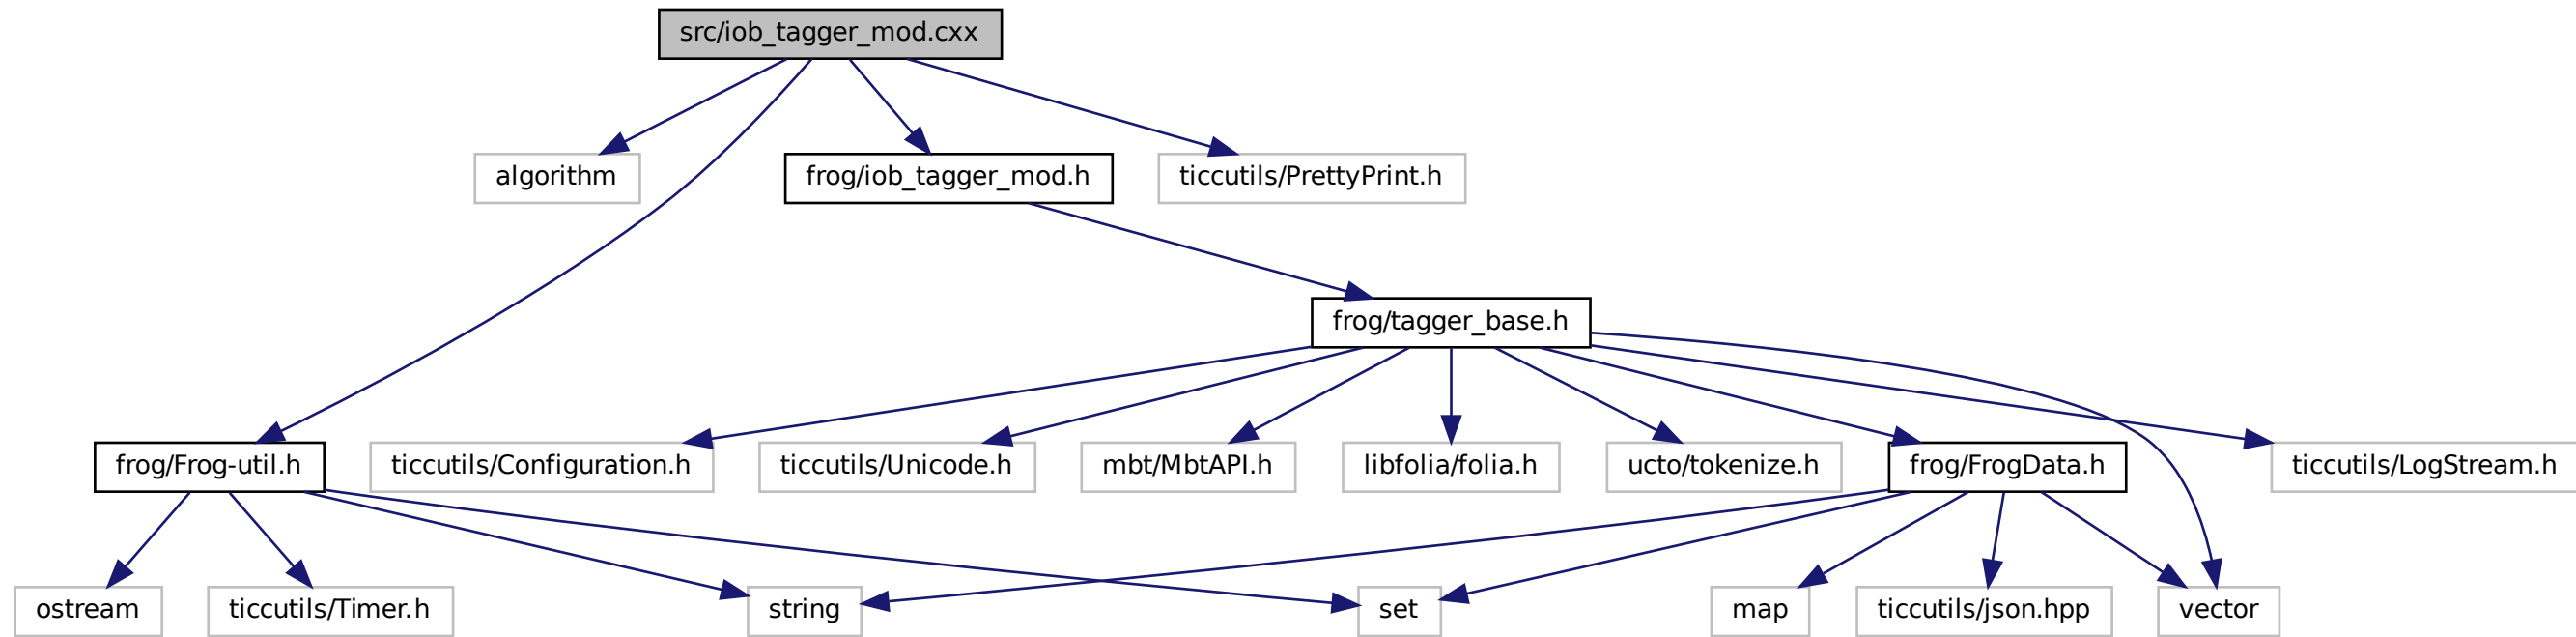 src/iob_tagger_mod.cxx
algorithm
frog/iob_tagger_mod.h
ticcutils/PrettyPrint.h
frog/tagger_base.h
frog/Frog-util.h
ticcutils/Configuration.h
ticcutils/Unicode.h
mbt/MbtAPI.h
libfolia/folia.h
ucto/tokenize.h
frog/FrogData.h
ticcutils/LogStream.h
ostream
ticcutils/Timer.h
string
set
map
ticcutils/json.hpp
vector